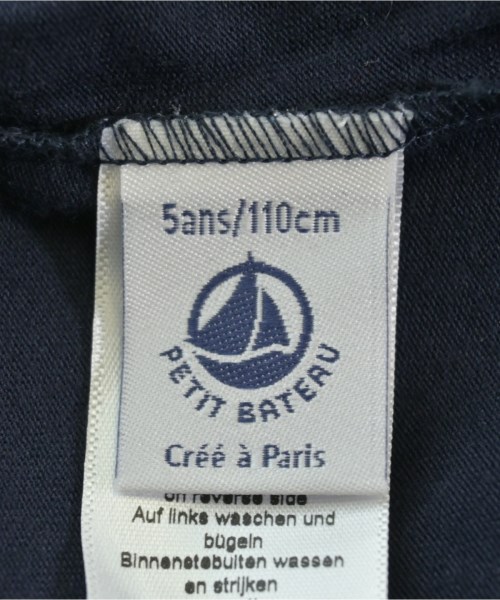 5ans/110cm
PETIT BATEAU
Créé à Paris
on reverse side
Auf links waschen und
bügeln
Binnenstebuiten wassen
en strijken